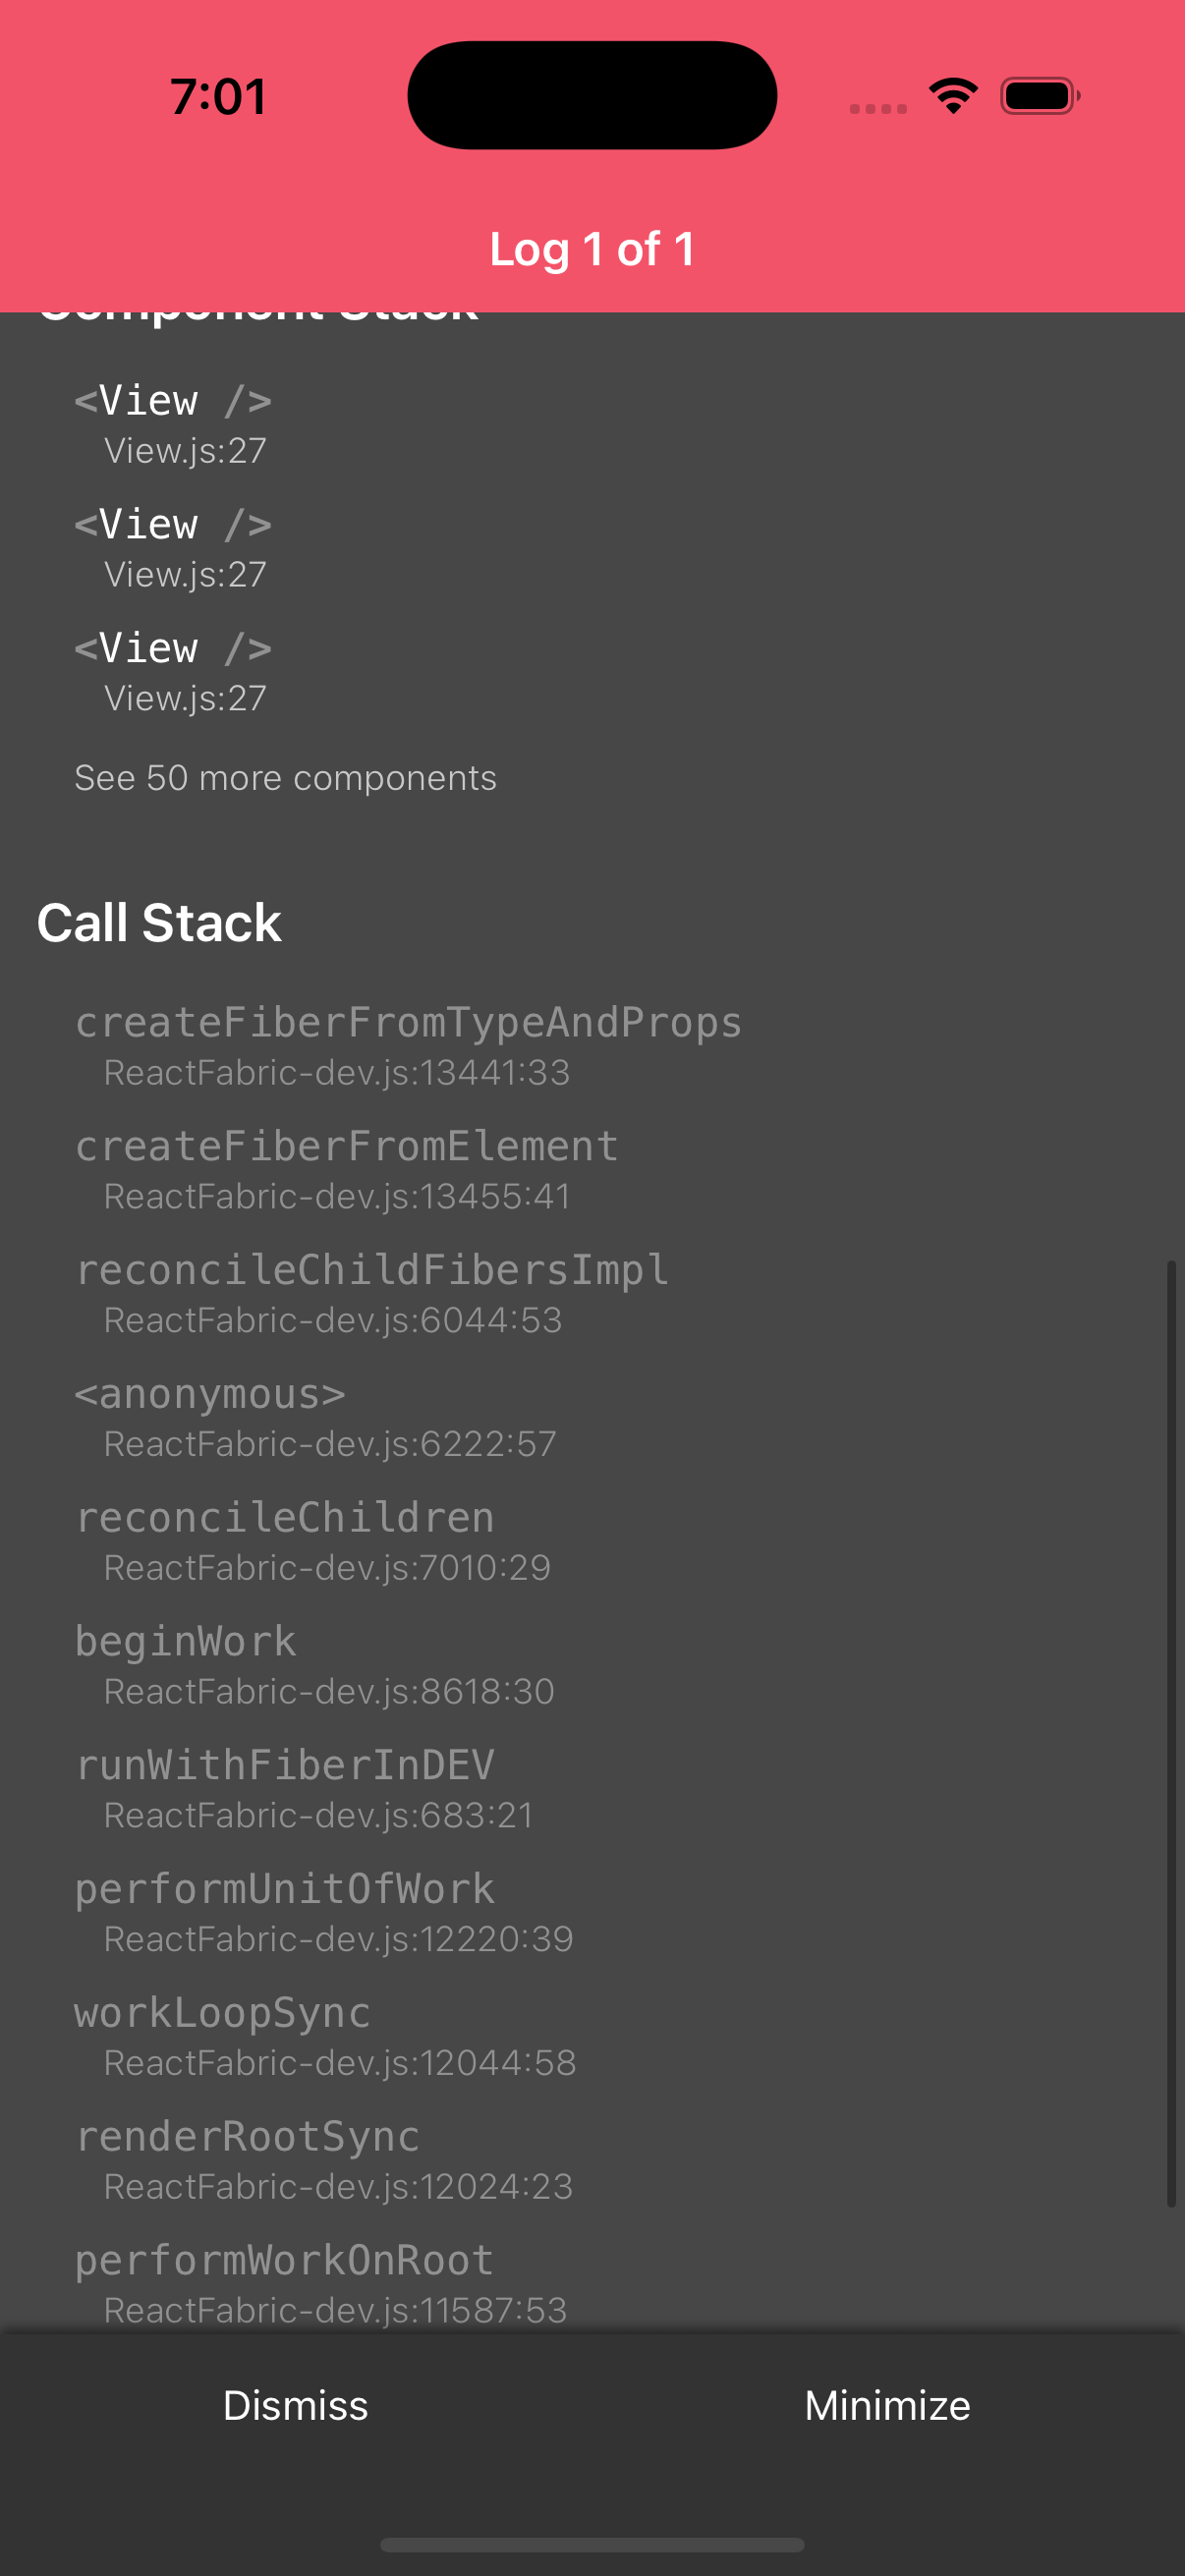 7:01
Log 1 of 1
Component Stack
<View />
View.js:27
<View />
View.js:27
<View />
View.js:27
See 50 more components
Call Stack
createFiberFromTypeAndProps
ReactFabric-dev.js:13441:33
createFiberFromElement
ReactFabric-dev.js:13455:41
reconcileChildFibersImpl
ReactFabric-dev.js:6044:53
<anonymous>
ReactFabric-dev.js:6222:57
reconcileChildren
ReactFabric-dev.js:7010:29
beginWork
ReactFabric-dev.js:8618:30
runWithFiberInDEV
ReactFabric-dev.js:683:21
performUnitOfWork
ReactFabric-dev.js:12220:39
workLoopSync
ReactFabric-dev.js:12044:58
renderRootSync
ReactFabric-dev.js:12024:23
performWorkOnRoot
ReactFabric-dev.js:11587:53
Dismiss
Minimize